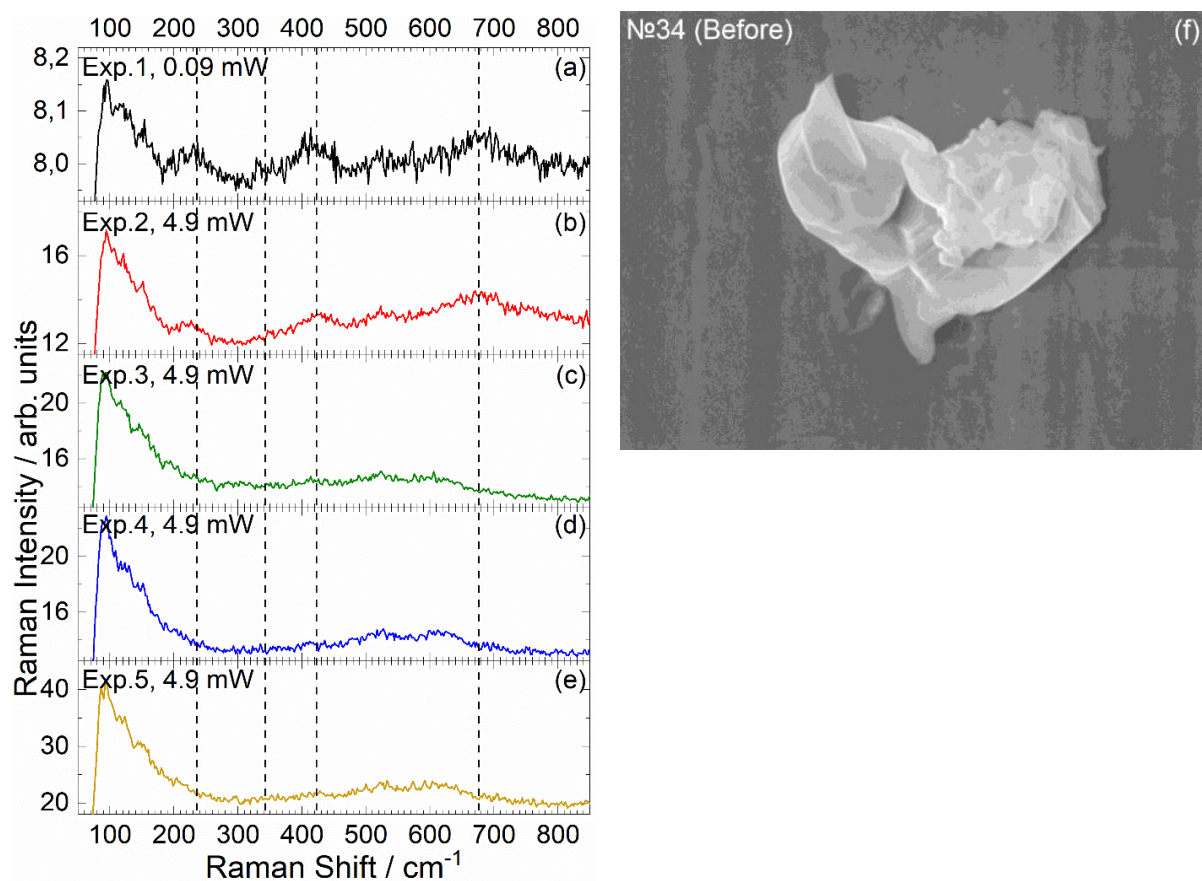 100 200 300 400 500 600 700 800
8,2
Exp.1, 0.09 mW (a)
8,1
8,0
Exp.2, 4.9 mW (b)
16
12
Exp.3, 4.9 mW (c)
20
16
Exp.4, 4.9 mW (d)
20
16
Exp.5, 4.9 mW (e)
40
30
20
100 200 300 400 500 600 700 800
Raman Shift / cm⁻¹
Raman Intensity / arb. units
№34 (Before) (f)